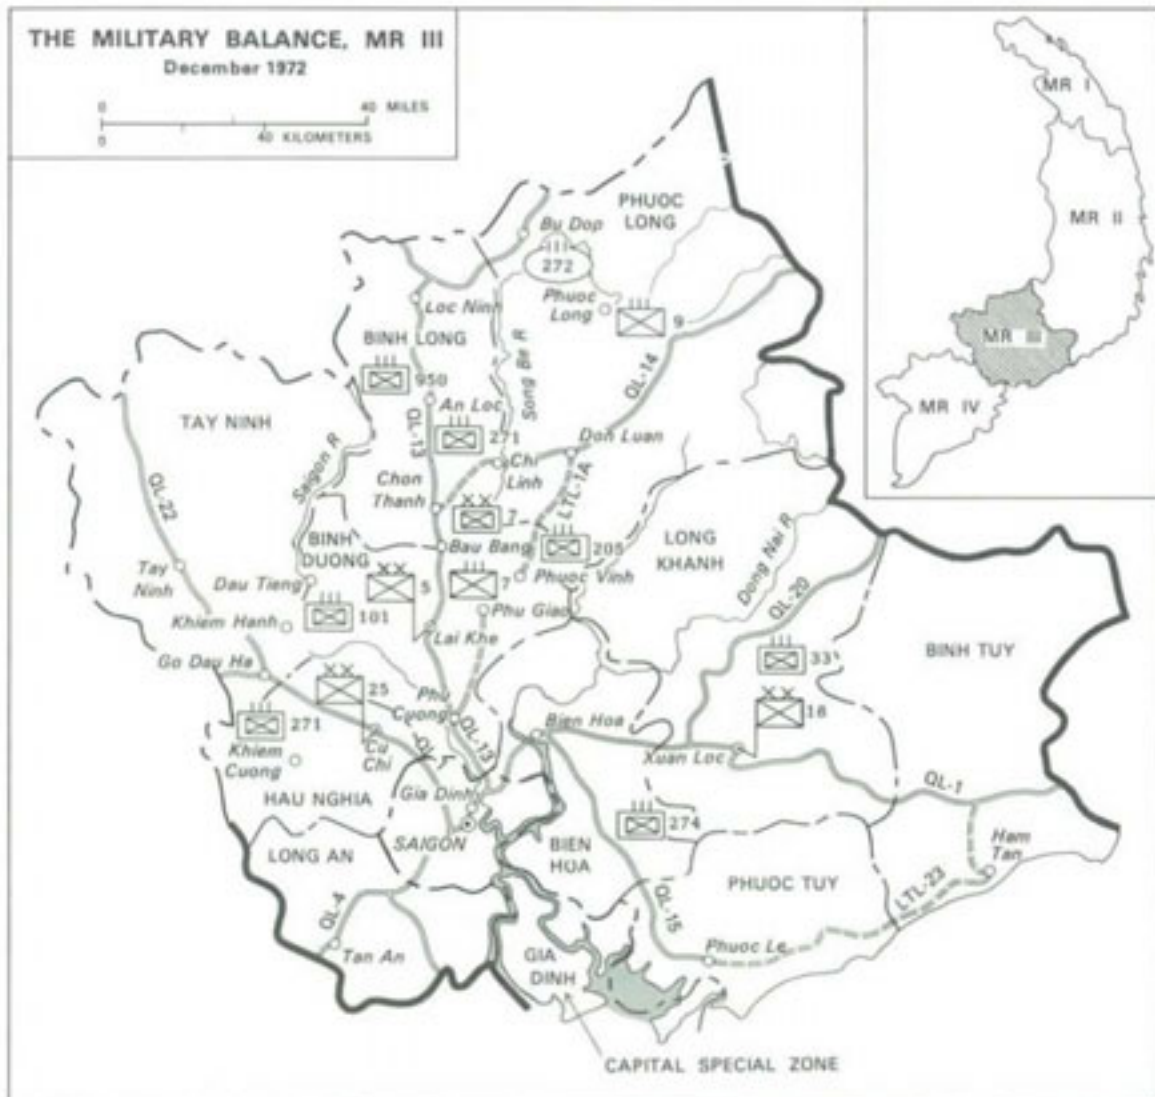 THE MILITARY BALANCE, MR III
December 1972
0 40 MILES
0 40 KILOMETERS
MR I
MR II
MR III
MR IV
PHUOC
LONG
Bu Dop
272
Phuoc
Long
9
Loc Ninh
BINH LONG
950
Song Be R
QL-14
An Loc
TAY NINH
QL-13
271
Don Luan
Saigon R
Chi
Linh
QL-22
Chon
Thanh
LTL-1A
7
BINH
DUONG
Bau Bang
205
LONG
KHANH
Dong Nai R
Tay
Ninh
Dau Tieng
5
7
Phuoc Vinh
QL-20
Khiem Hanh
101
Phu Giao
Lai Khe
BINH TUY
Go Dau Ha
33
25
Phu
Cuong
18
271
Bien Hoa
Khiem
Cuong
Cu
Chi
QL-1
QL-13
Xuan Loc
HAU NGHIA
Gia Dinh
QL-1
SAIGON
274
LONG AN
BIEN
HOA
Ham
Tan
PHUOC TUY
LTL-23
QL-4
QL-15
Tan An
GIA
DINH
Phuoc Le
CAPITAL SPECIAL ZONE